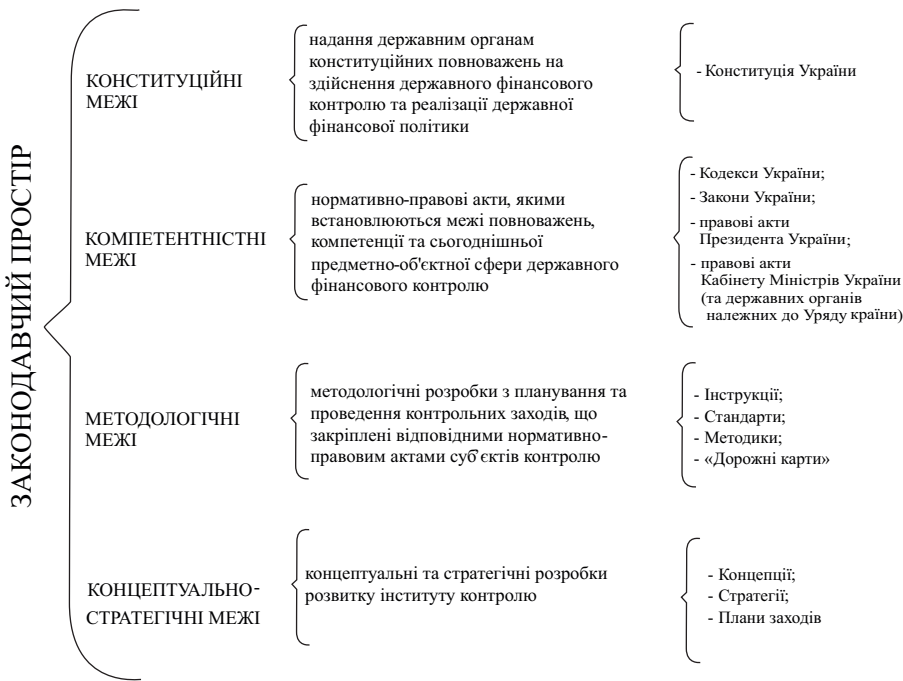 ЗАКОНОДАВЧИЙ ПРОСТІР
КОНСТИТУЦІЙНІ
МЕЖІ
надання державним органам
конституційних повноважень на
здійснення державного фінансового
контролю та реалізації державної
фінансової політики
- Конституція України
КОМПЕТЕНТНІСТНІ
МЕЖІ
нормативно-правові акти, якими
встановлюються межі повноважень,
компетенції та сьогоднішньої
предметно-об'єктної сфери державного
фінансового контролю
- Кодекси України;
- Закони України;
- правові акти
Президента України;
- правові акти
Кабінету Міністрів України
(та державних органів
належних до Уряду країни)
МЕТОДОЛОГІЧНІ
МЕЖІ
методологічні розробки з планування та
проведення контрольних заходів, що
закріплені відповідними нормативно-
правовим актами суб'єктів контролю
- Інструкції;
- Стандарти;
- Методики;
- «Дорожні карти»
КОНЦЕПТУАЛЬНО-
СТРАТЕГІЧНІ МЕЖІ
концептуальні та стратегічні розробки
розвитку інституту контролю
- Концепції;
- Стратегії;
- Плани заходів